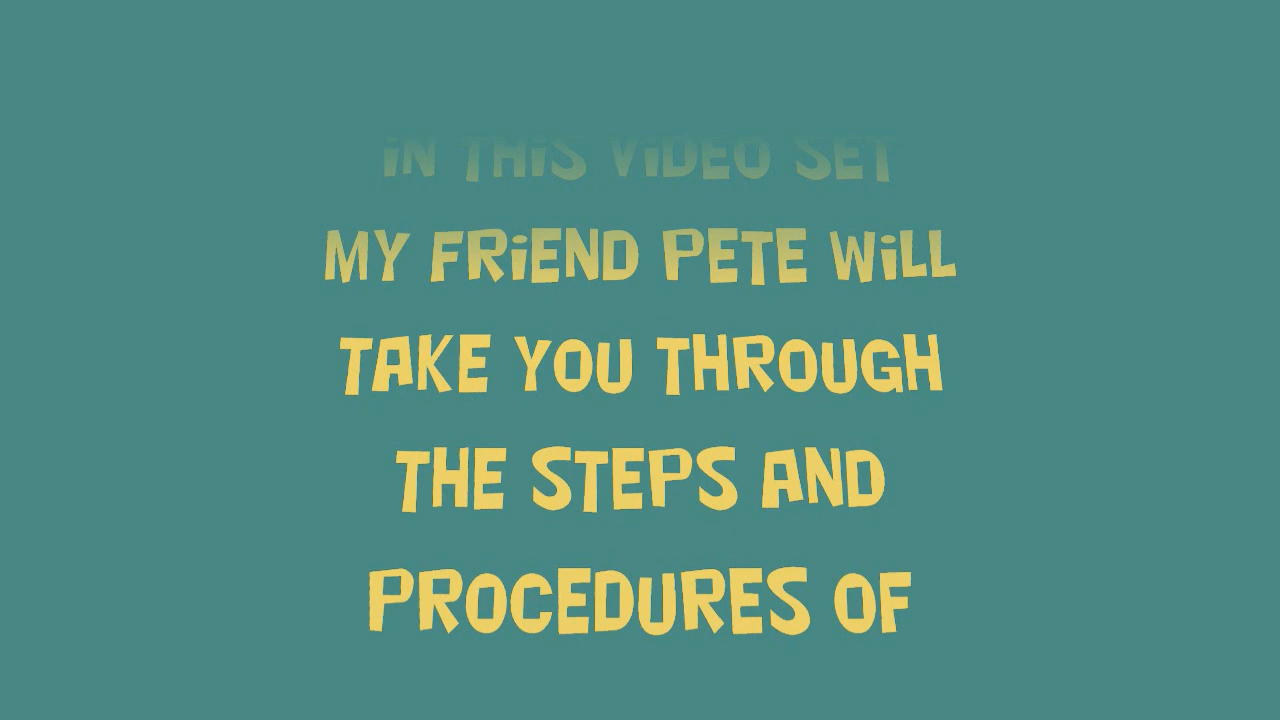 IN THIS VIDEO SET
MY FRIEND PETE WILL
TAKE YOU THROUGH
THE STEPS AND
PROCEDURES OF